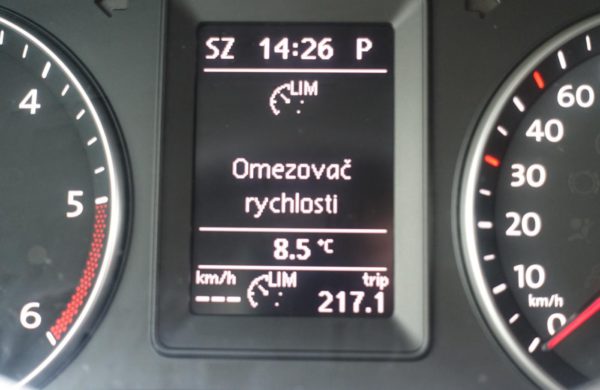 SZ 14:26 P
LIM
Omezovač
rychlosti
8.5 °C
km/h LIM trip
--- 217.1
4
5
6
60
40
30
20
10
km/h
0